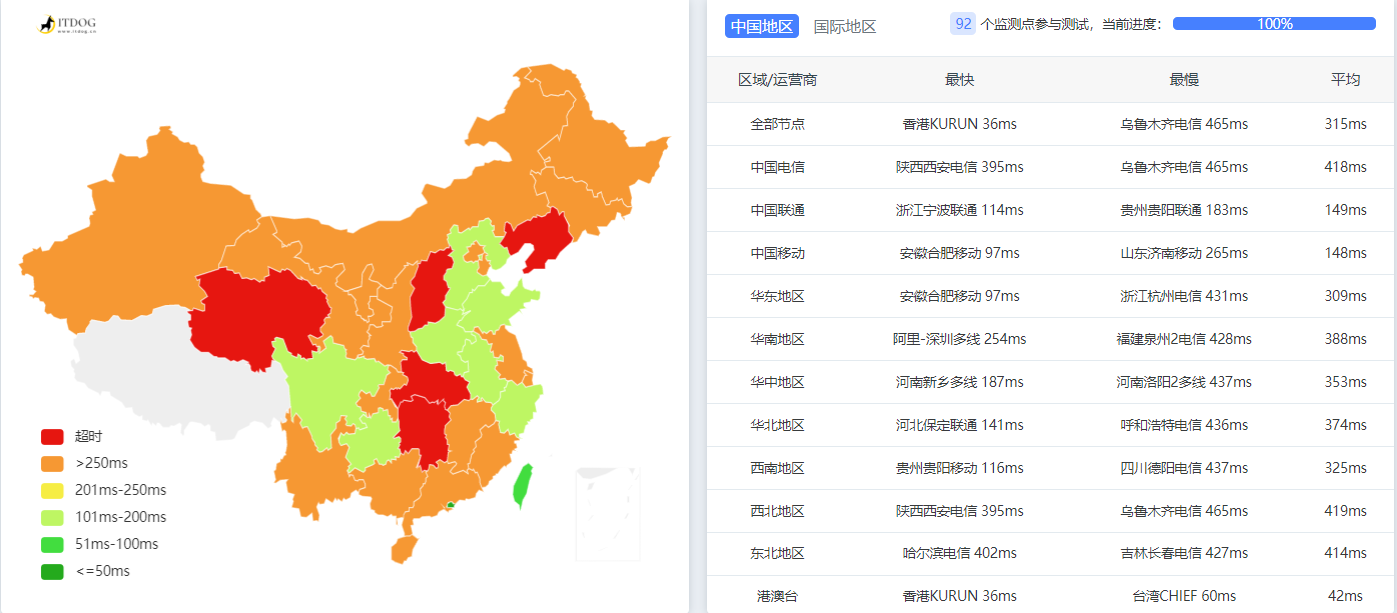 ITDOG
www.itdog.cn
超时
>250ms
201ms-250ms
101ms-200ms
51ms-100ms
<=50ms
中国地区 国际地区 92 个监测点参与测试，当前进度： 100%
区域/运营商 最快 最慢 平均
全部节点 香港KURUN 36ms 乌鲁木齐电信 465ms 315ms
中国电信 陕西西安电信 395ms 乌鲁木齐电信 465ms 418ms
中国联通 浙江宁波联通 114ms 贵州贵阳联通 183ms 149ms
中国移动 安徽合肥移动 97ms 山东济南移动 265ms 148ms
华东地区 安徽合肥移动 97ms 浙江杭州电信 431ms 309ms
华南地区 阿里-深圳多线 254ms 福建泉州2电信 428ms 388ms
华中地区 河南新乡多线 187ms 河南洛阳2多线 437ms 353ms
华北地区 河北保定联通 141ms 呼和浩特电信 436ms 374ms
西南地区 贵州贵阳移动 116ms 四川德阳电信 437ms 325ms
西北地区 陕西西安电信 395ms 乌鲁木齐电信 465ms 419ms
东北地区 哈尔滨电信 402ms 吉林长春电信 427ms 414ms
港澳台 香港KURUN 36ms 台湾CHIEF 60ms 42ms